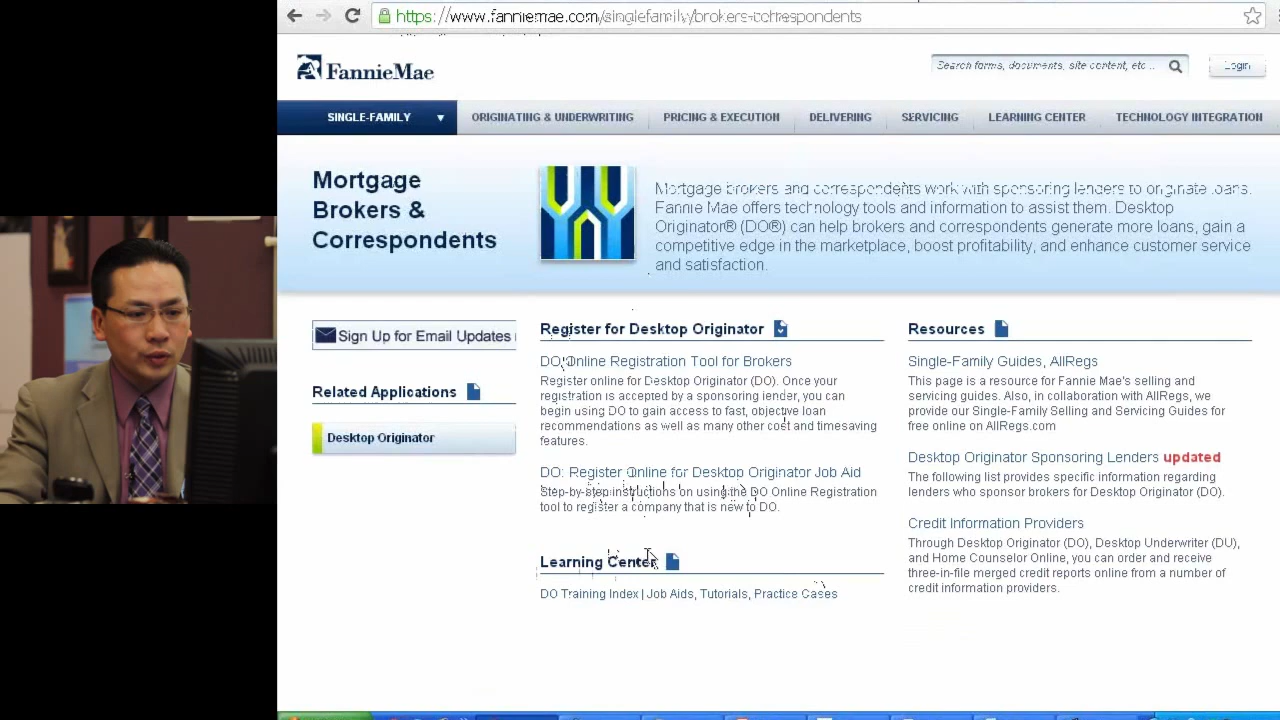 https://www.fanniemae.com/singlefamily/brokers-correspondents
FannieMae
Search forms, documents, site content, etc...
Login
SINGLE-FAMILY
ORIGINATING & UNDERWRITING
PRICING & EXECUTION
DELIVERING
SERVICING
LEARNING CENTER
TECHNOLOGY INTEGRATION
Mortgage
Brokers &
Correspondents
Mortgage brokers and correspondents work with sponsoring lenders to originate loans.
Fannie Mae offers technology tools and information to assist them. Desktop
Originator® (DO®) can help brokers and correspondents generate more loans, gain a
competitive edge in the marketplace, boost profitability, and enhance customer service
and satisfaction.
Sign Up for Email Updates
Related Applications
Desktop Originator
Register for Desktop Originator
DO Online Registration Tool for Brokers
Register online for Desktop Originator (DO). Once your
registration is accepted by a sponsoring lender, you can
begin using DO to gain access to fast, objective loan
recommendations as well as many other cost and timesaving
features.
DO: Register Online for Desktop Originator Job Aid
Step-by-step instructions on using the DO Online Registration
tool to register a company that is new to DO.
Learning Center
DO Training Index | Job Aids, Tutorials, Practice Cases
Resources
Single-Family Guides, AllRegs
This page is a resource for Fannie Mae's selling and
servicing guides. Also, in collaboration with AllRegs, we
provide our Single-Family Selling and Servicing Guides for
free online on AllRegs.com
Desktop Originator Sponsoring Lenders updated
The following list provides specific information regarding
lenders who sponsor brokers for Desktop Originator (DO).
Credit Information Providers
Through Desktop Originator (DO), Desktop Underwriter (DU),
and Home Counselor Online, you can order and receive
three-in-file merged credit reports online from a number of
credit information providers.